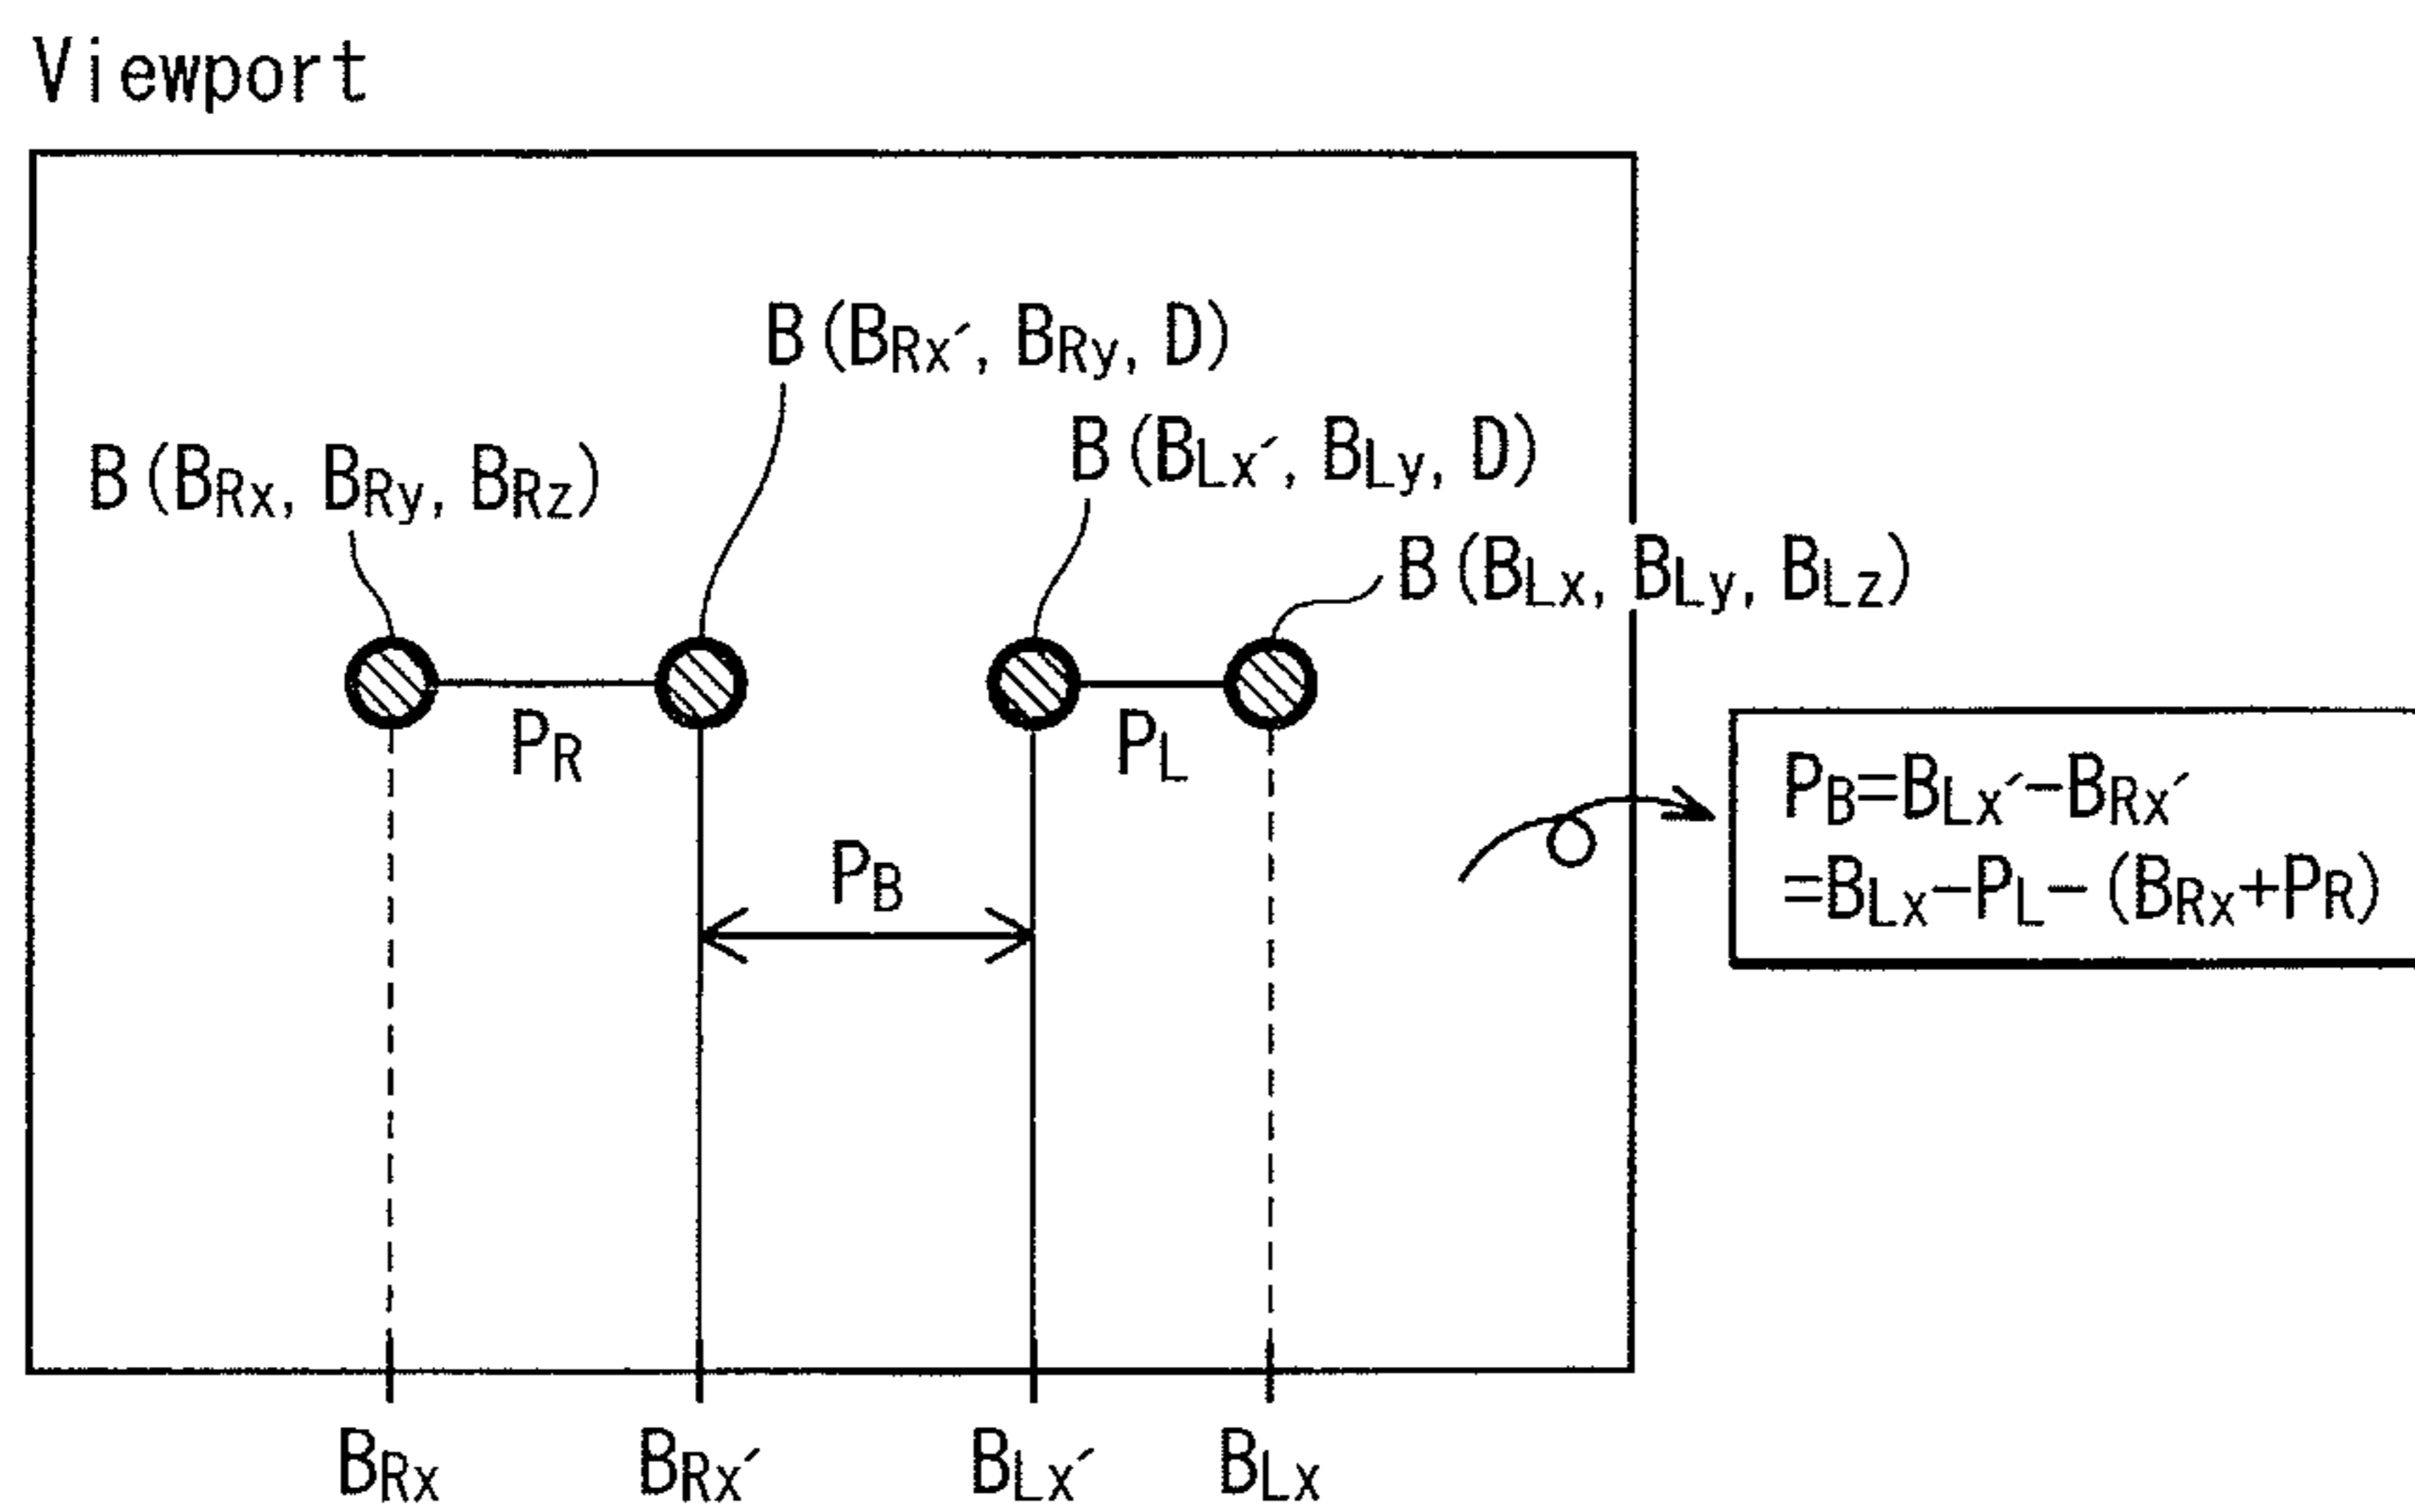 Viewport
B(BRx′, BRy, D)
B(BLx′, BLy, D)
B(BRx, BRy, BRz)
B(BLx, BLy, BLz)
PR
PL
PB=BLx′−BRx′
=BLx−PL−(BRx+PR)
PB
BRx
BRx′
BLx′
BLx